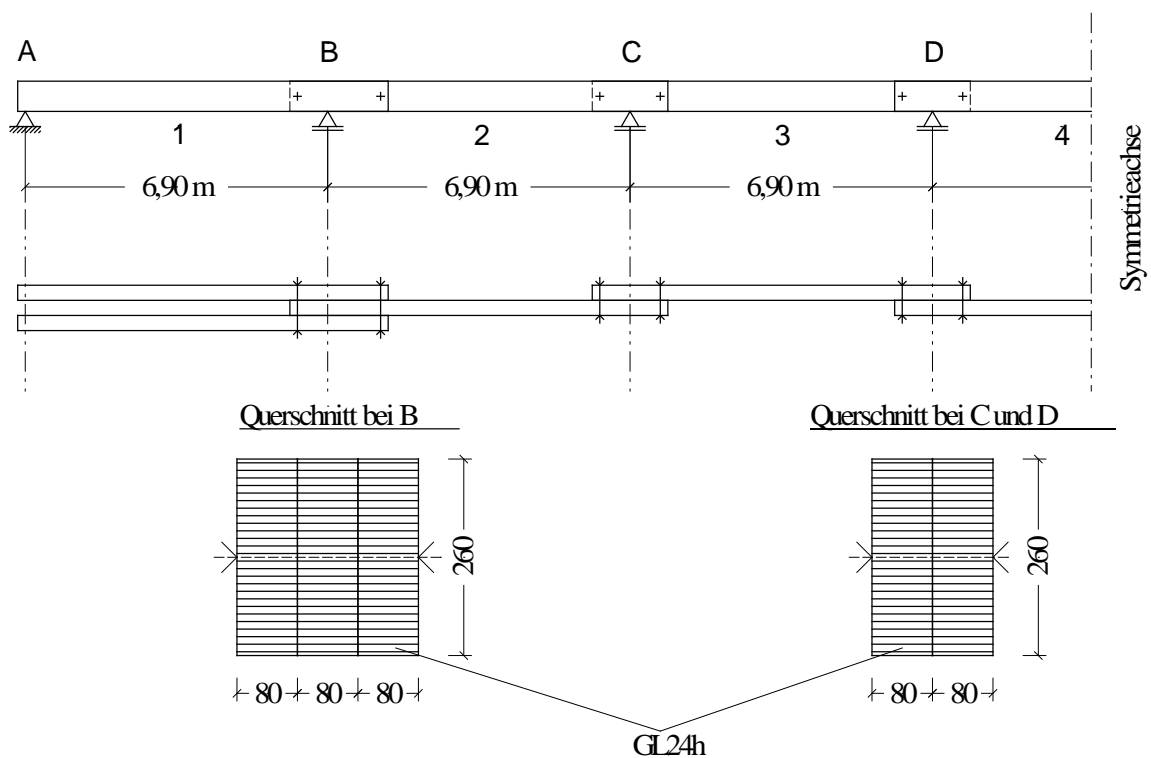 A B C D
1 2 3 4
6,90 m 6,90 m 6,90 m
Symmetrieachse
Querschnitt bei B Querschnitt bei C und D
260 260
80 80 80 80 80
GL24h